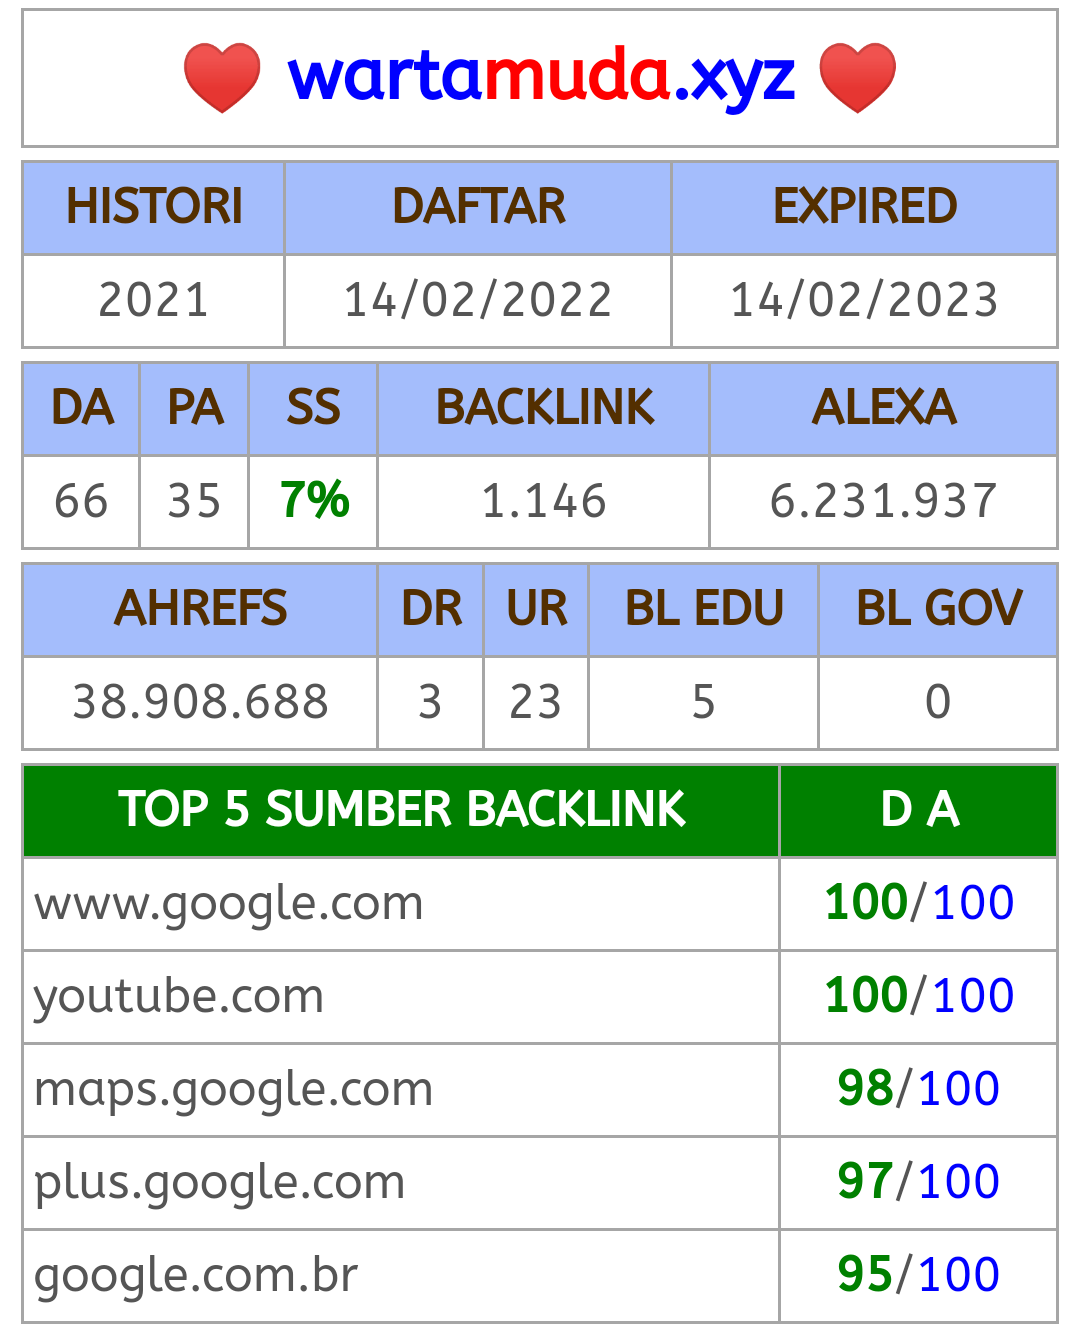 wartamuda.xyz
HISTORI DAFTAR EXPIRED
2021 14/02/2022 14/02/2023
DA PA SS BACKLINK ALEXA
66 35 7% 1.146 6.231.937
AHREFS DR UR BL EDU BL GOV
38.908.688 3 23 5 0
TOP 5 SUMBER BACKLINK D A
www.google.com 100/100
youtube.com 100/100
maps.google.com 98/100
plus.google.com 97/100
google.com.br 95/100